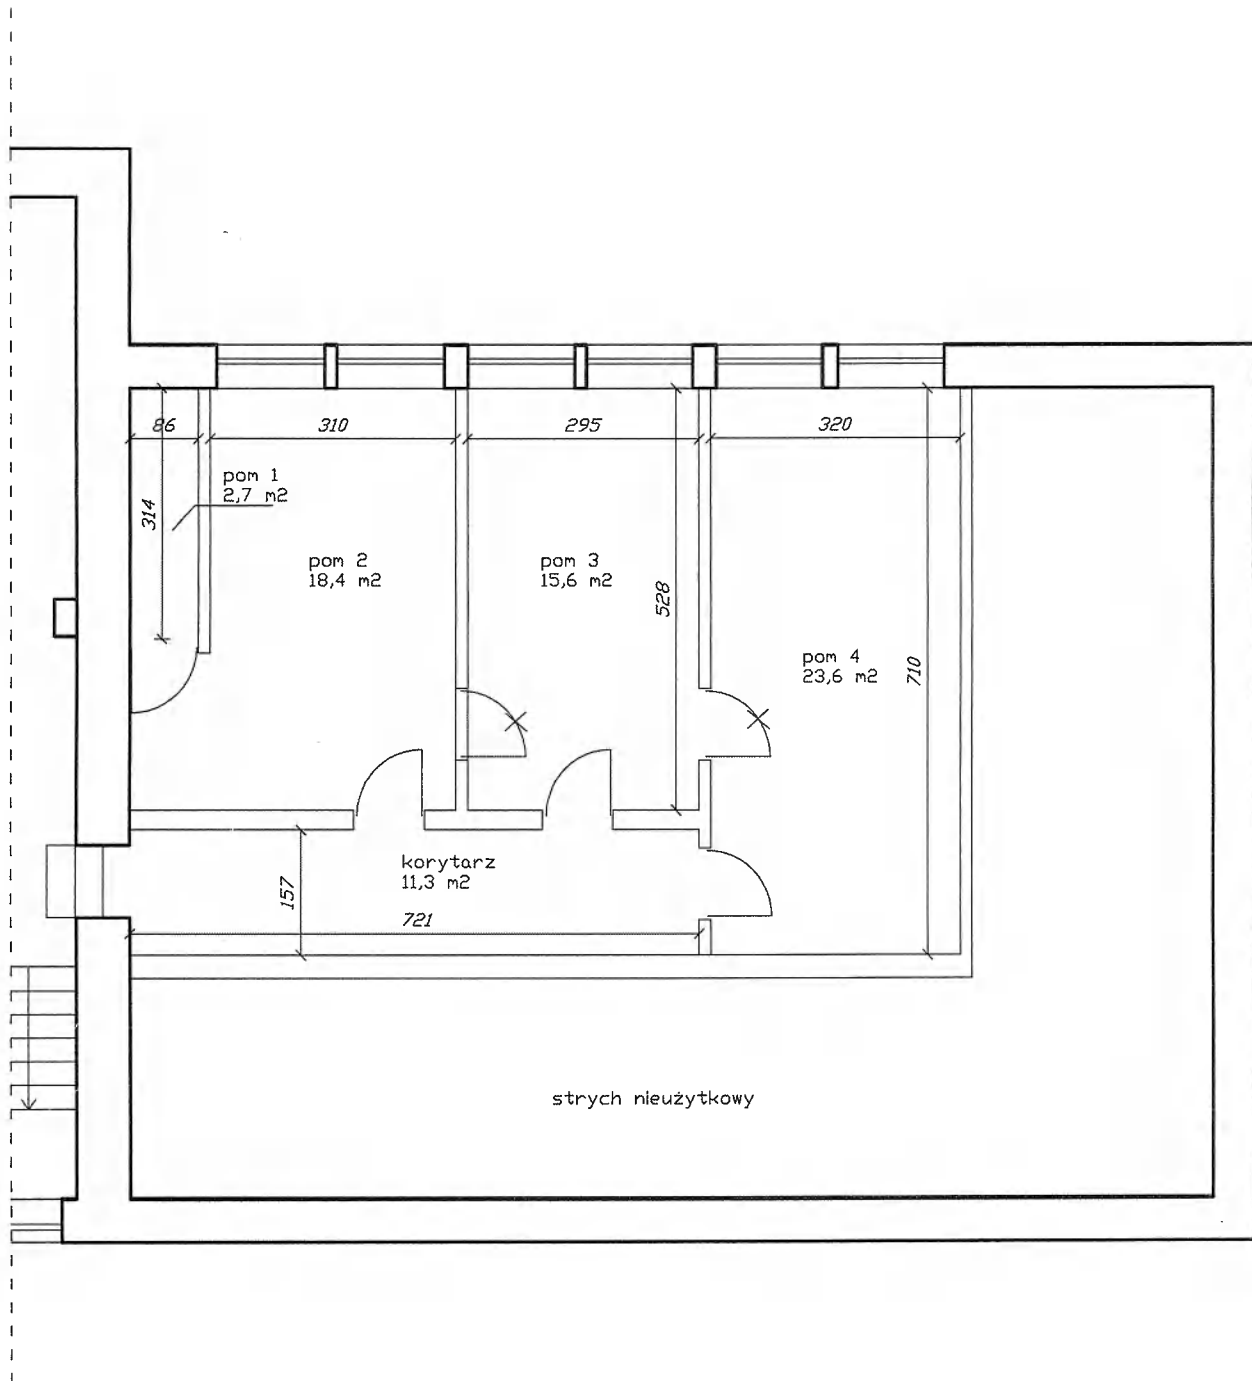 86
310
295
320
pom 1
2,7 m2
314
pom 2
18,4 m2
pom 3
15,6 m2
528
pom 4
23,6 m2
710
korytarz
11,3 m2
157
721
strych nieużytkowy